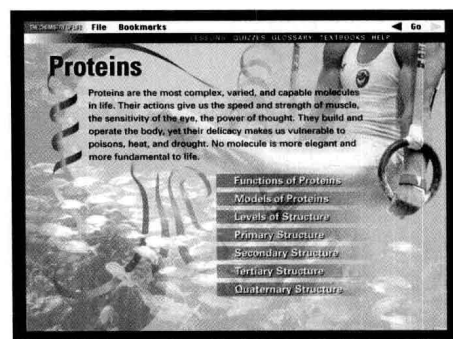 THE CHEMISTRY OF LIFE File Bookmarks Go
LESSONS QUIZZES GLOSSARY TEXTBOOKS HELP
Proteins
Proteins are the most complex, varied, and capable molecules
in life. Their actions give us the speed and strength of muscle,
the sensitivity of the eye, the power of thought. They build and
operate the body, yet their delicacy makes us vulnerable to
poisons, heat, and drought. No molecule is more elegant and
more fundamental to life.
Functions of Proteins
Models of Proteins
Levels of Structure
Primary Structure
Secondary Structure
Tertiary Structure
Quaternary Structure